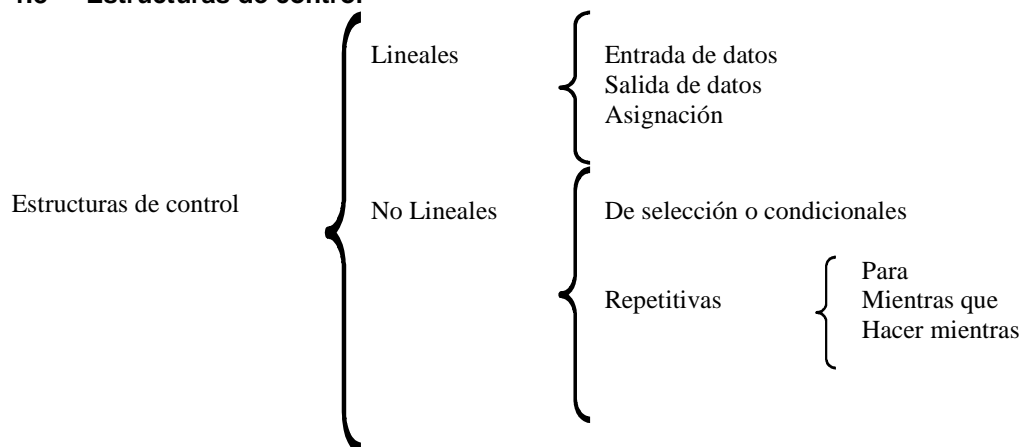 Estructuras de control
Lineales
Entrada de datos
Salida de datos
Asignación
Estructuras de control
No Lineales
De selección o condicionales
Repetitivas
Para
Mientras que
Hacer mientras